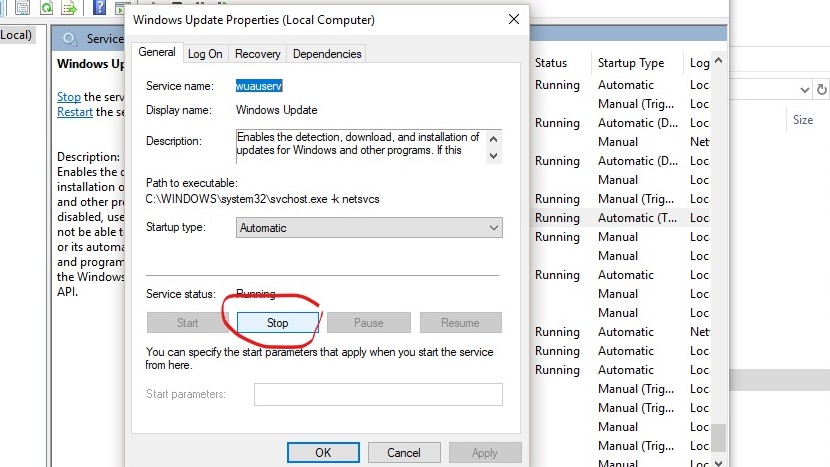 Windows Update Properties (Local Computer)
Local)
Service
General
Log On
Recovery
Dependencies
Windows Up
Stop the serv
Restart the se
Description:
Enables the d
installation o
and other pro
disabled, use
not be able t
or its automa
and program
the Windows
API.
Service name:
wuauserv
Display name:
Windows Update
Description:
Enables the detection, download, and installation of
updates for Windows and other programs. If this
Path to executable:
C:\WINDOWS\system32\svchost.exe -k netsvcs
Startup type:
Automatic
Service status:
Running
Start
Stop
Pause
Resume
You can specify the start parameters that apply when you start the service
from here.
Start parameters:
OK
Cancel
Apply
Status Startup Type Log
Running Automatic Loc
Manual (Trig... Loc
Running Automatic (D... Loc
Manual Net
Running Automatic (D... Loc
Manual Loc
Running Manual (Trig... Loc
Running Automatic (T... Loc
Running Manual Loc
Manual Loc
Running Automatic Loc
Manual Loc
Manual Loc
Running Automatic Net
Running Automatic Loc
Running Automatic Loc
Manual (Trig... Loc
Manual Loc
Manual Loc
Manual (Trig... Loc
Manual Loc
Size